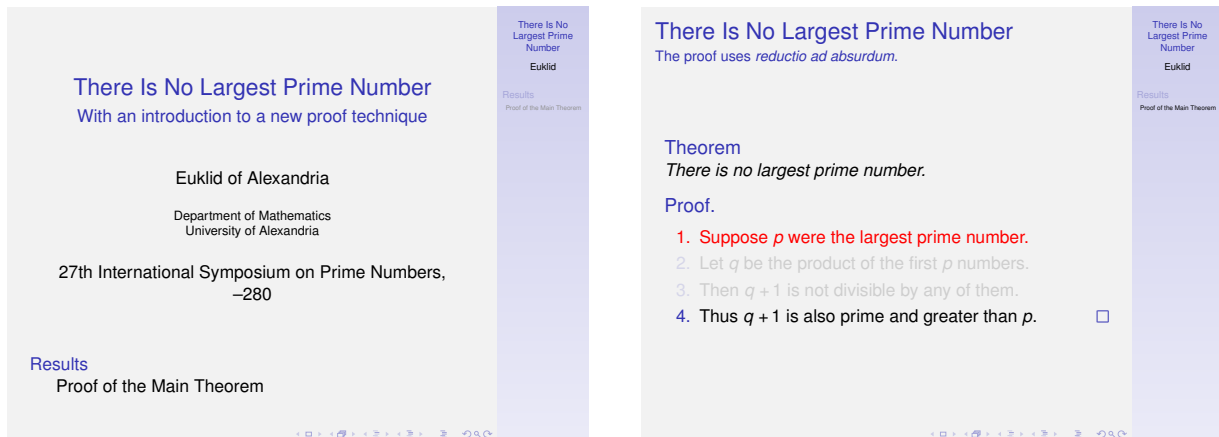 There Is No Largest Prime Number
With an introduction to a new proof technique
Euklid of Alexandria
Department of Mathematics
University of Alexandria
27th International Symposium on Prime Numbers,
–280
Results
Proof of the Main Theorem
There Is No
Largest Prime
Number
Euklid
Results
Proof of the Main Theorem
There Is No Largest Prime Number
The proof uses reductio ad absurdum.
Theorem
There is no largest prime number.
Proof.
1. Suppose p were the largest prime number.
2. Let q be the product of the first p numbers.
3. Then q + 1 is not divisible by any of them.
4. Thus q + 1 is also prime and greater than p. □
There Is No
Largest Prime
Number
Euklid
Results
Proof of the Main Theorem